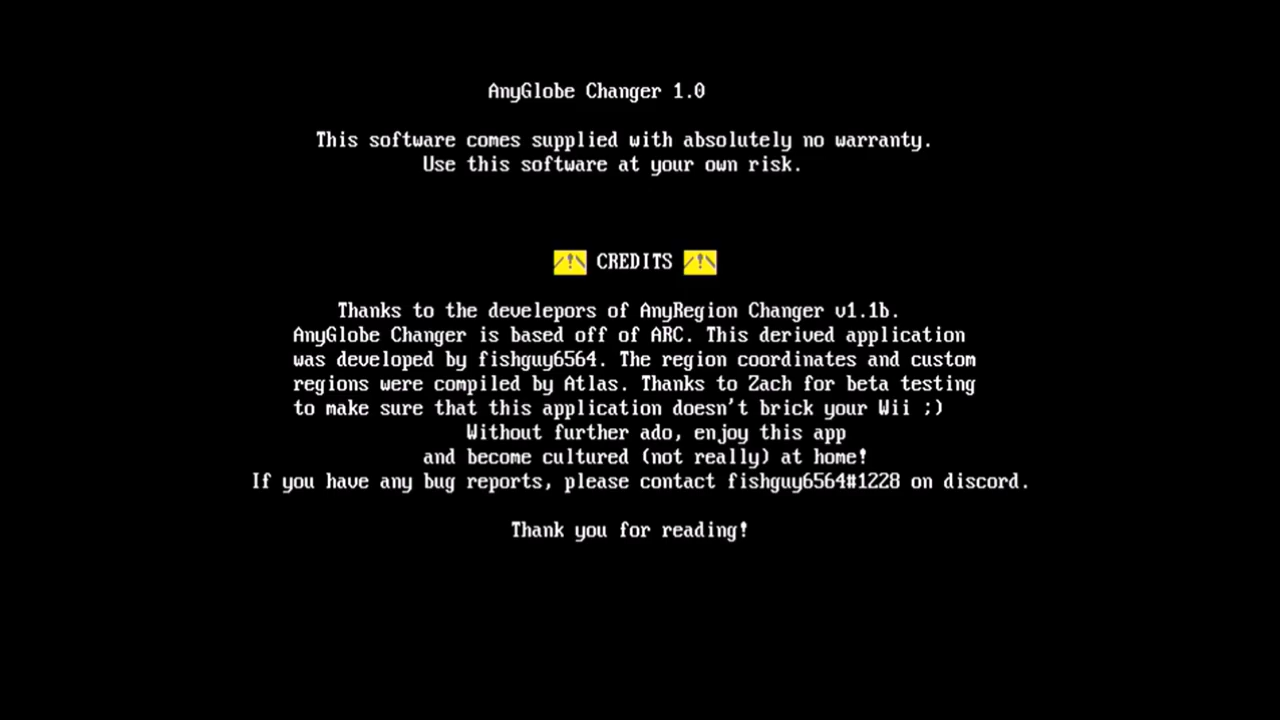 AnyGlobe Changer 1.0
This software comes supplied with absolutely no warranty.
Use this software at your own risk.
/!\ CREDITS /!\
Thanks to the develepors of AnyRegion Changer v1.1b.
AnyGlobe Changer is based off of ARC. This derived application
was developed by fishguy6564. The region coordinates and custom
regions were compiled by Atlas. Thanks to Zach for beta testing
to make sure that this application doesn't brick your Wii ;)
Without further ado, enjoy this app
and become cultured (not really) at home!
If you have any bug reports, please contact fishguy6564#1228 on discord.
Thank you for reading!